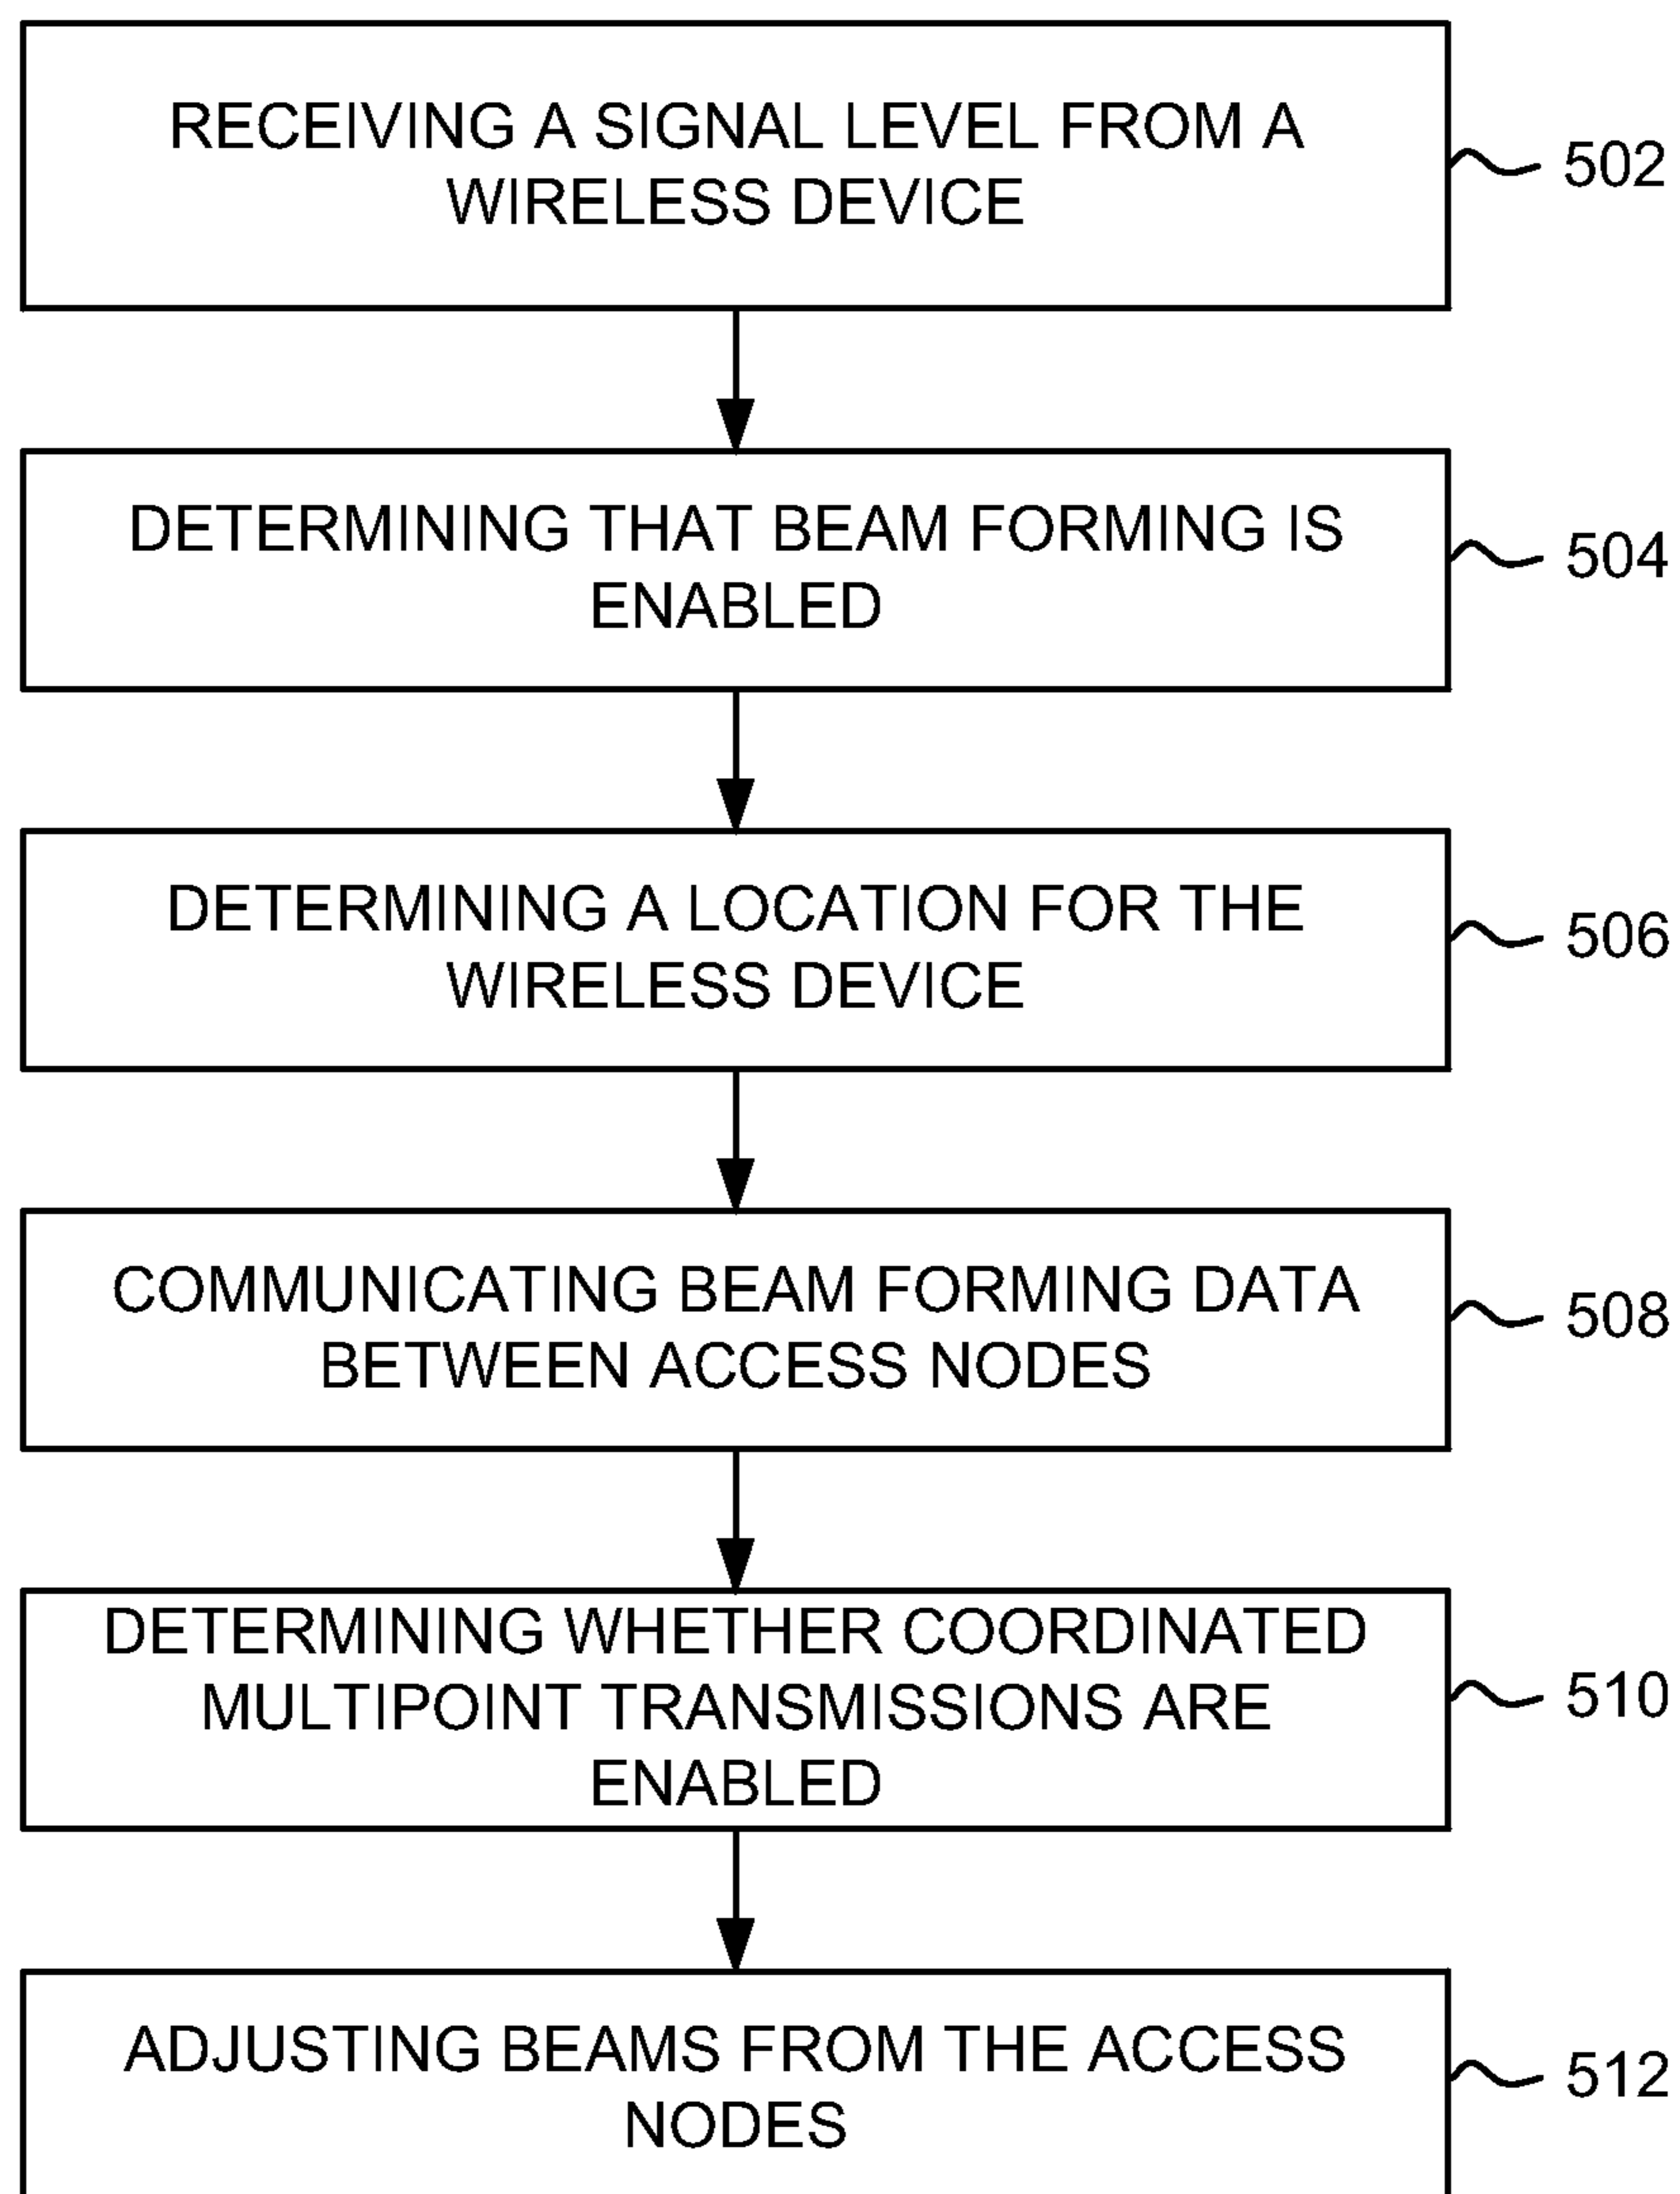 RECEIVING A SIGNAL LEVEL FROM A
WIRELESS DEVICE
502
DETERMINING THAT BEAM FORMING IS
ENABLED
504
DETERMINING A LOCATION FOR THE
WIRELESS DEVICE
506
COMMUNICATING BEAM FORMING DATA
BETWEEN ACCESS NODES
508
DETERMINING WHETHER COORDINATED
MULTIPOINT TRANSMISSIONS ARE
ENABLED
510
ADJUSTING BEAMS FROM THE ACCESS
NODES
512